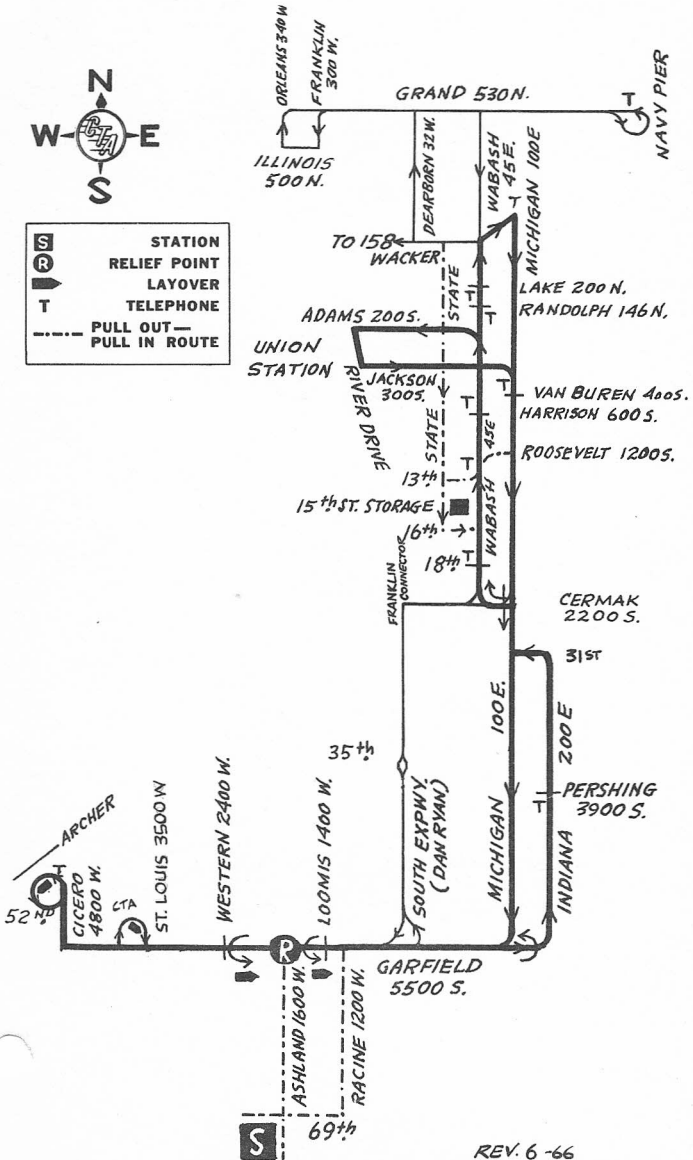 ORLEANS 340W
FRANKLIN
300 W.
GRAND 530 N.
T
NAVY PIER
N
W
CTA
E
S
ILLINOIS
500 N.
DEARBORN 32 W.
WABASH
45 E.
MICHIGAN 100E
T
S STATION
R RELIEF POINT
LAYOVER
T TELEPHONE
PULL OUT—
PULL IN ROUTE
TO 158
WACKER
STATE
T
T
LAKE 200 N.
RANDOLPH 146 N.
ADAMS 200 S.
UNION
STATION
JACKSON
300 S.
RIVER DRIVE
T
VAN BUREN 400 S.
T
HARRISON 600 S.
STATE
45E
WABASH
ROOSEVELT 1200 S.
T
13th
15th ST. STORAGE
16th
T
18th
FRANKLIN
CONNECTOR
CERMAK
2200 S.
31ST
100 E.
200 E
35th
SOUTH EXPWY.
(DAN RYAN)
MICHIGAN
PERSHING
3900 S.
T
INDIANA
ARCHER
T
52ND
CICERO
4800 W.
CTA
ST. LOUIS 3500 W
WESTERN 2400 W.
R
LOOMIS 1400 W.
GARFIELD
5500 S.
ASHLAND 1600 W.
RACINE 1200 W.
69th
S
REV. 6-66